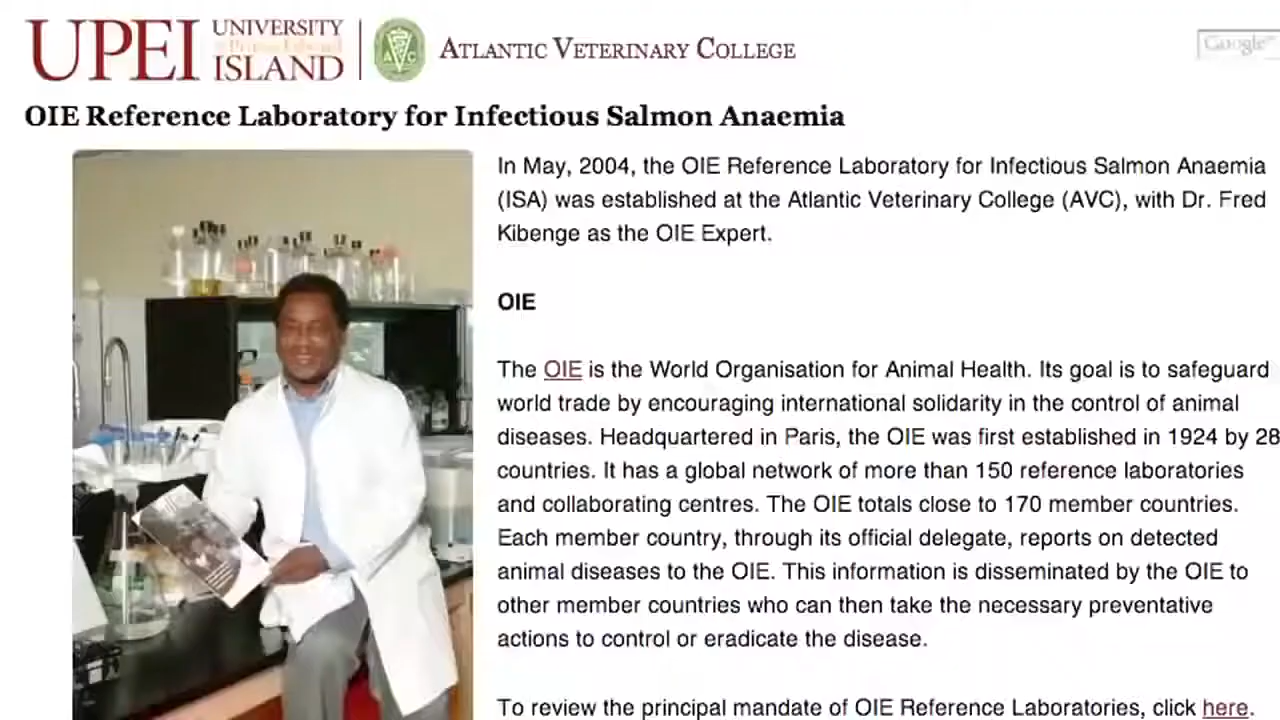 UPEI UNIVERSITY
of Prince Edward
ISLAND
AVC
ATLANTIC VETERINARY COLLEGE
Google
OIE Reference Laboratory for Infectious Salmon Anaemia
In May, 2004, the OIE Reference Laboratory for Infectious Salmon Anaemia
(ISA) was established at the Atlantic Veterinary College (AVC), with Dr. Fred
Kibenge as the OIE Expert.
OIE
The OIE is the World Organisation for Animal Health. Its goal is to safeguard
world trade by encouraging international solidarity in the control of animal
diseases. Headquartered in Paris, the OIE was first established in 1924 by 28
countries. It has a global network of more than 150 reference laboratories
and collaborating centres. The OIE totals close to 170 member countries.
Each member country, through its official delegate, reports on detected
animal diseases to the OIE. This information is disseminated by the OIE to
other member countries who can then take the necessary preventative
actions to control or eradicate the disease.
To review the principal mandate of OIE Reference Laboratories, click here.